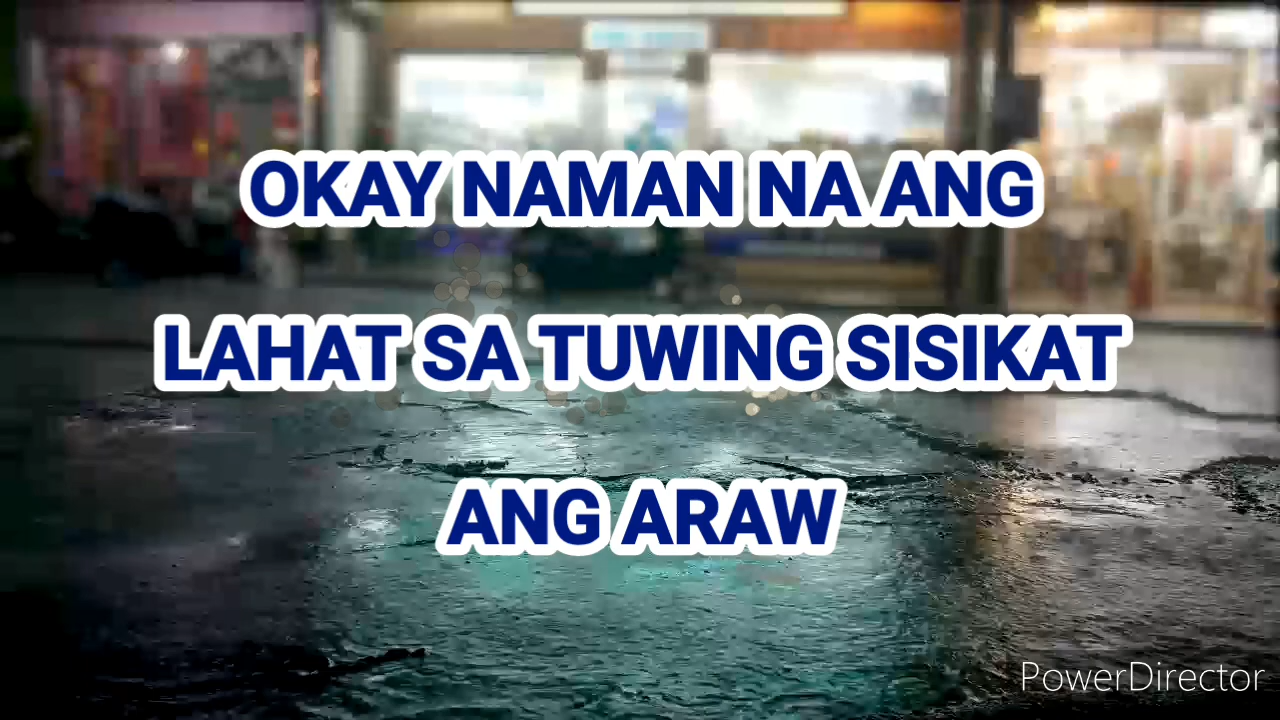 OKAY NAMAN NA ANG
LAHAT SA TUWING SISIKAT
ANG ARAW
PowerDirector